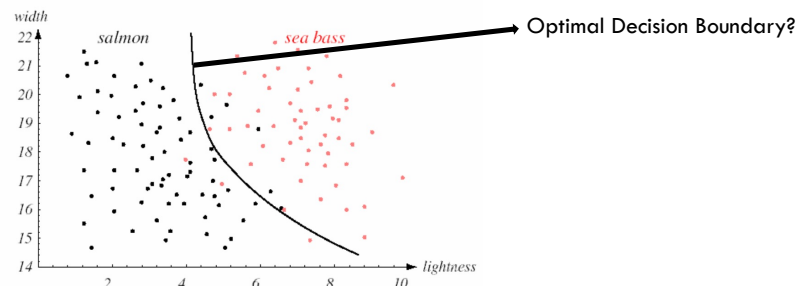 width
salmon
sea bass
Optimal Decision Boundary?
22
21
20
19
18
17
16
15
14
lightness
2
4
6
8
10